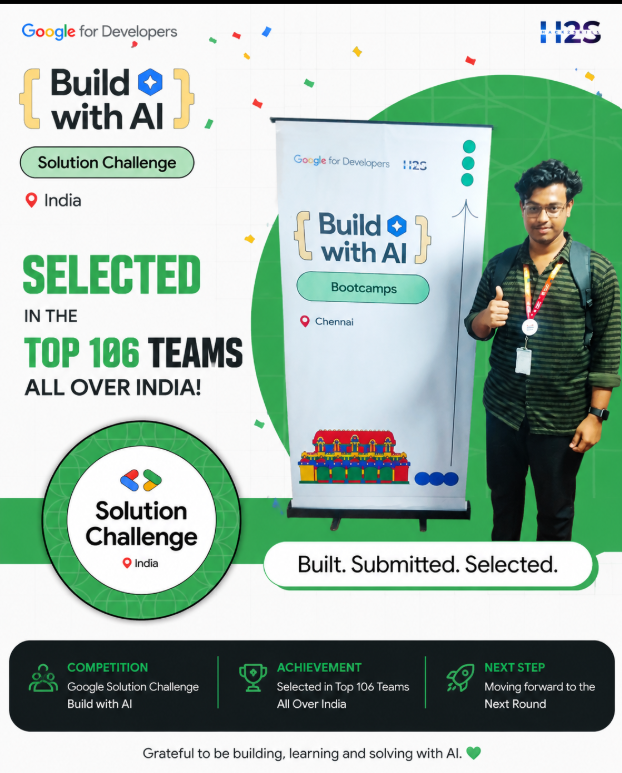 Google for Developers
H2S
HACK2SKILL
Build
with AI
Solution Challenge
India
SELECTED
IN THE
TOP 106 TEAMS
ALL OVER INDIA!
Google for Developers
H2S
Build
with AI
Bootcamps
Chennai
Solution
Challenge
India
Built. Submitted. Selected.
COMPETITION
Google Solution Challenge
Build with AI
ACHIEVEMENT
Selected in Top 106 Teams
All Over India
NEXT STEP
Moving forward to the
Next Round
Grateful to be building, learning and solving with AI.